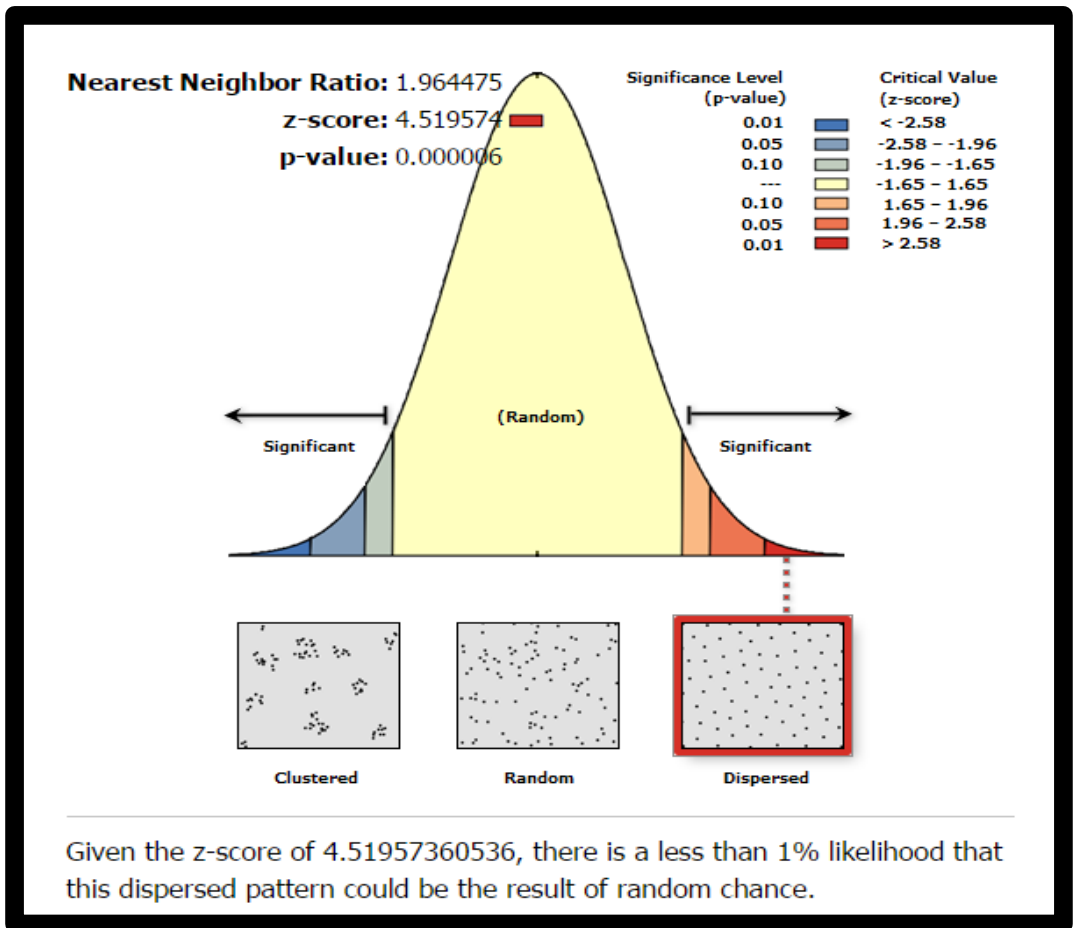 Nearest Neighbor Ratio: 1.964475
z-score: 4.519574
p-value: 0.000006
Significance Level
(p-value)
Critical Value
(z-score)
0.01 < -2.58
0.05 -2.58 – -1.96
0.10 -1.96 – -1.65
--- -1.65 – 1.65
0.10 1.65 – 1.96
0.05 1.96 – 2.58
0.01 > 2.58
(Random)
Significant
Significant
Clustered
Random
Dispersed
Given the z-score of 4.51957360536, there is a less than 1% likelihood that
this dispersed pattern could be the result of random chance.